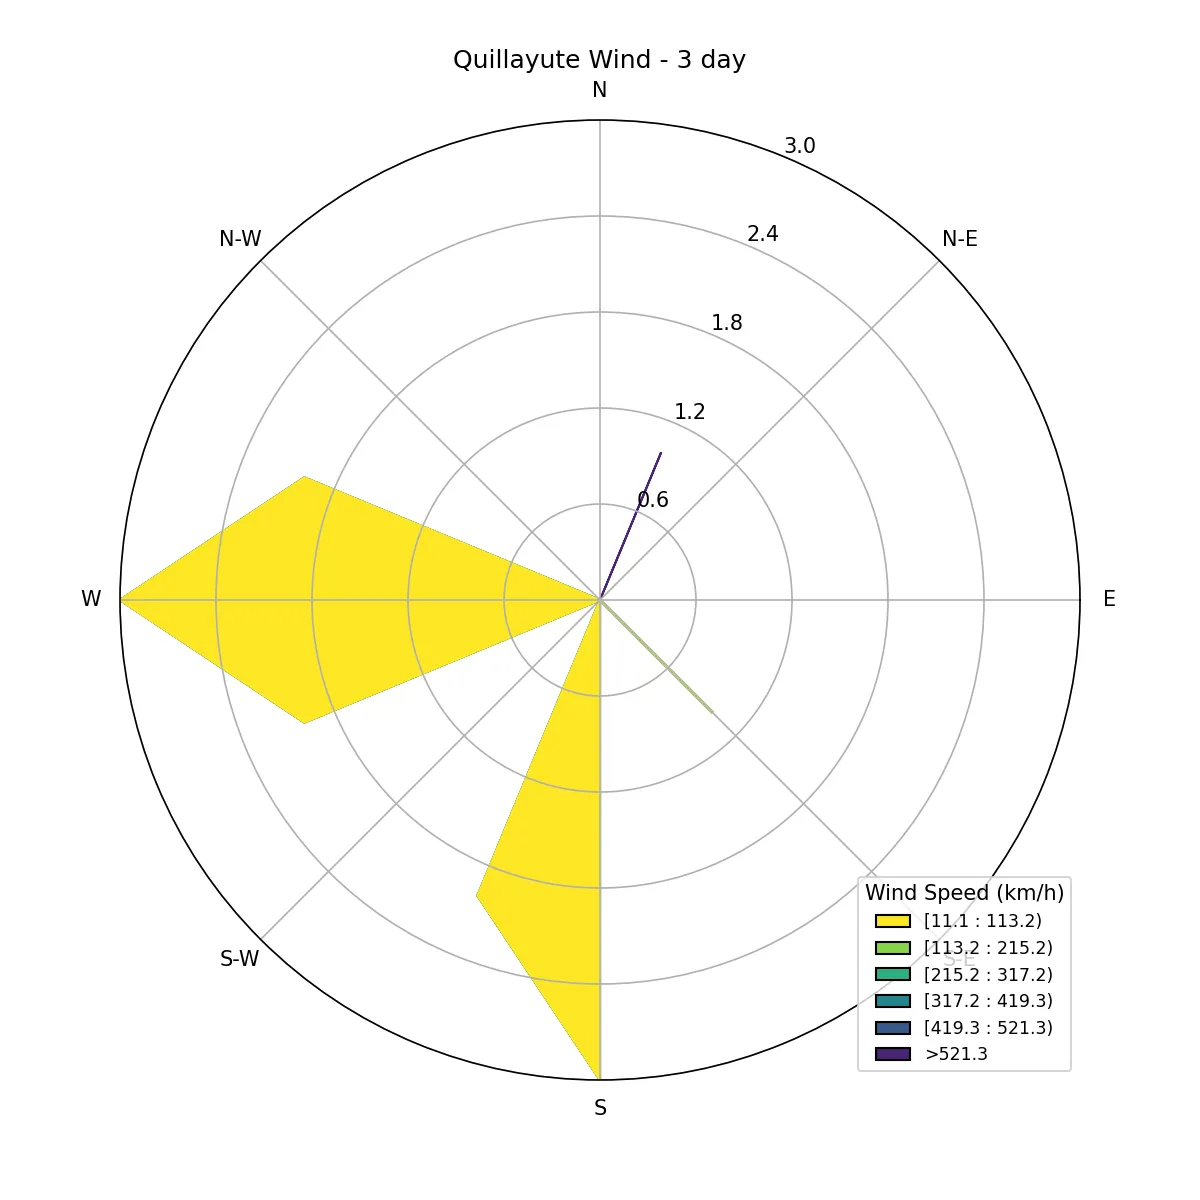 Quillayute Wind - 3 day
N
3.0
N-W
2.4
N-E
1.8
1.2
0.6
W
E
Wind Speed (km/h)
[11.1 : 113.2)
[113.2 : 215.2)
S-W
S-E
[215.2 : 317.2)
[317.2 : 419.3)
[419.3 : 521.3)
>521.3
S